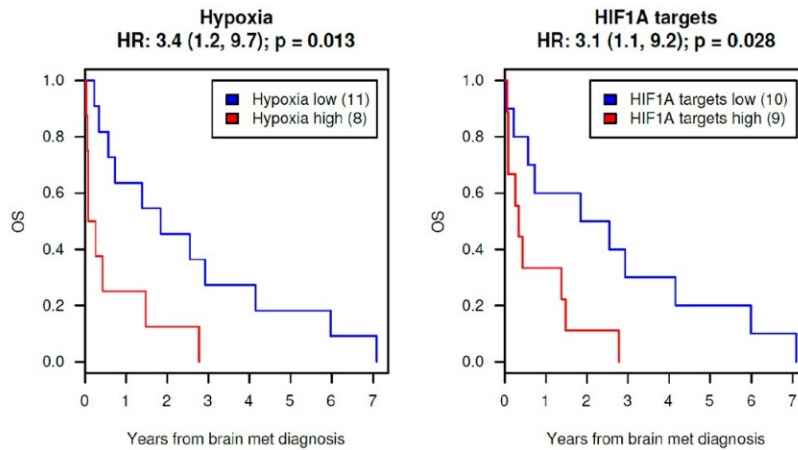 Hypoxia
HR: 3.4 (1.2, 9.7); p = 0.013
1.0
0.8
0.6
0.4
0.2
0.0
OS
Hypoxia low (11)
Hypoxia high (8)
0 1 2 3 4 5 6 7
Years from brain met diagnosis
HIF1A targets
HR: 3.1 (1.1, 9.2); p = 0.028
1.0
0.8
0.6
0.4
0.2
0.0
OS
HIF1A targets low (10)
HIF1A targets high (9)
0 1 2 3 4 5 6 7
Years from brain met diagnosis